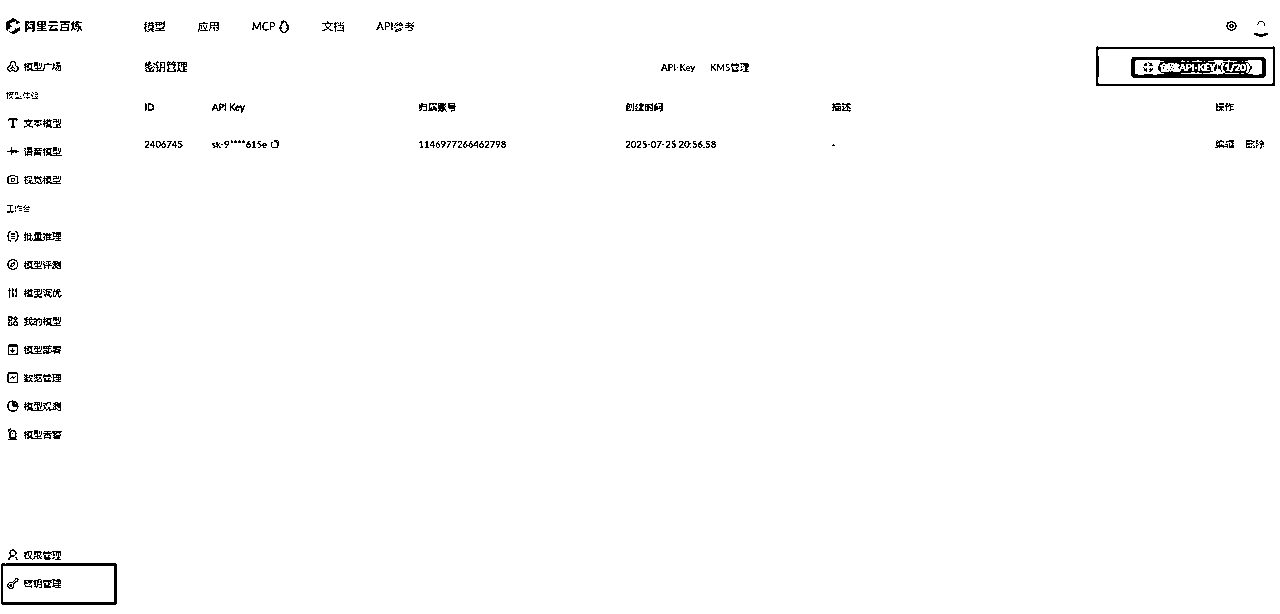 阿里云百炼 模型 应用 MCP 文档 API参考
模型广场
密钥管理 API-Key KMS管理 创建API-KEY (1/20)
模型体验
ID API Key 归属账号 创建时间 描述 操作
文本模型
2406745 sk-9****615e 1146977266462798 2025-07-25 20:56:58 - 编辑 删除
语音模型
视觉模型
工作台
批量推理
模型评测
模型调优
我的模型
模型部署
数据管理
模型观测
模型告警
权限管理
密钥管理